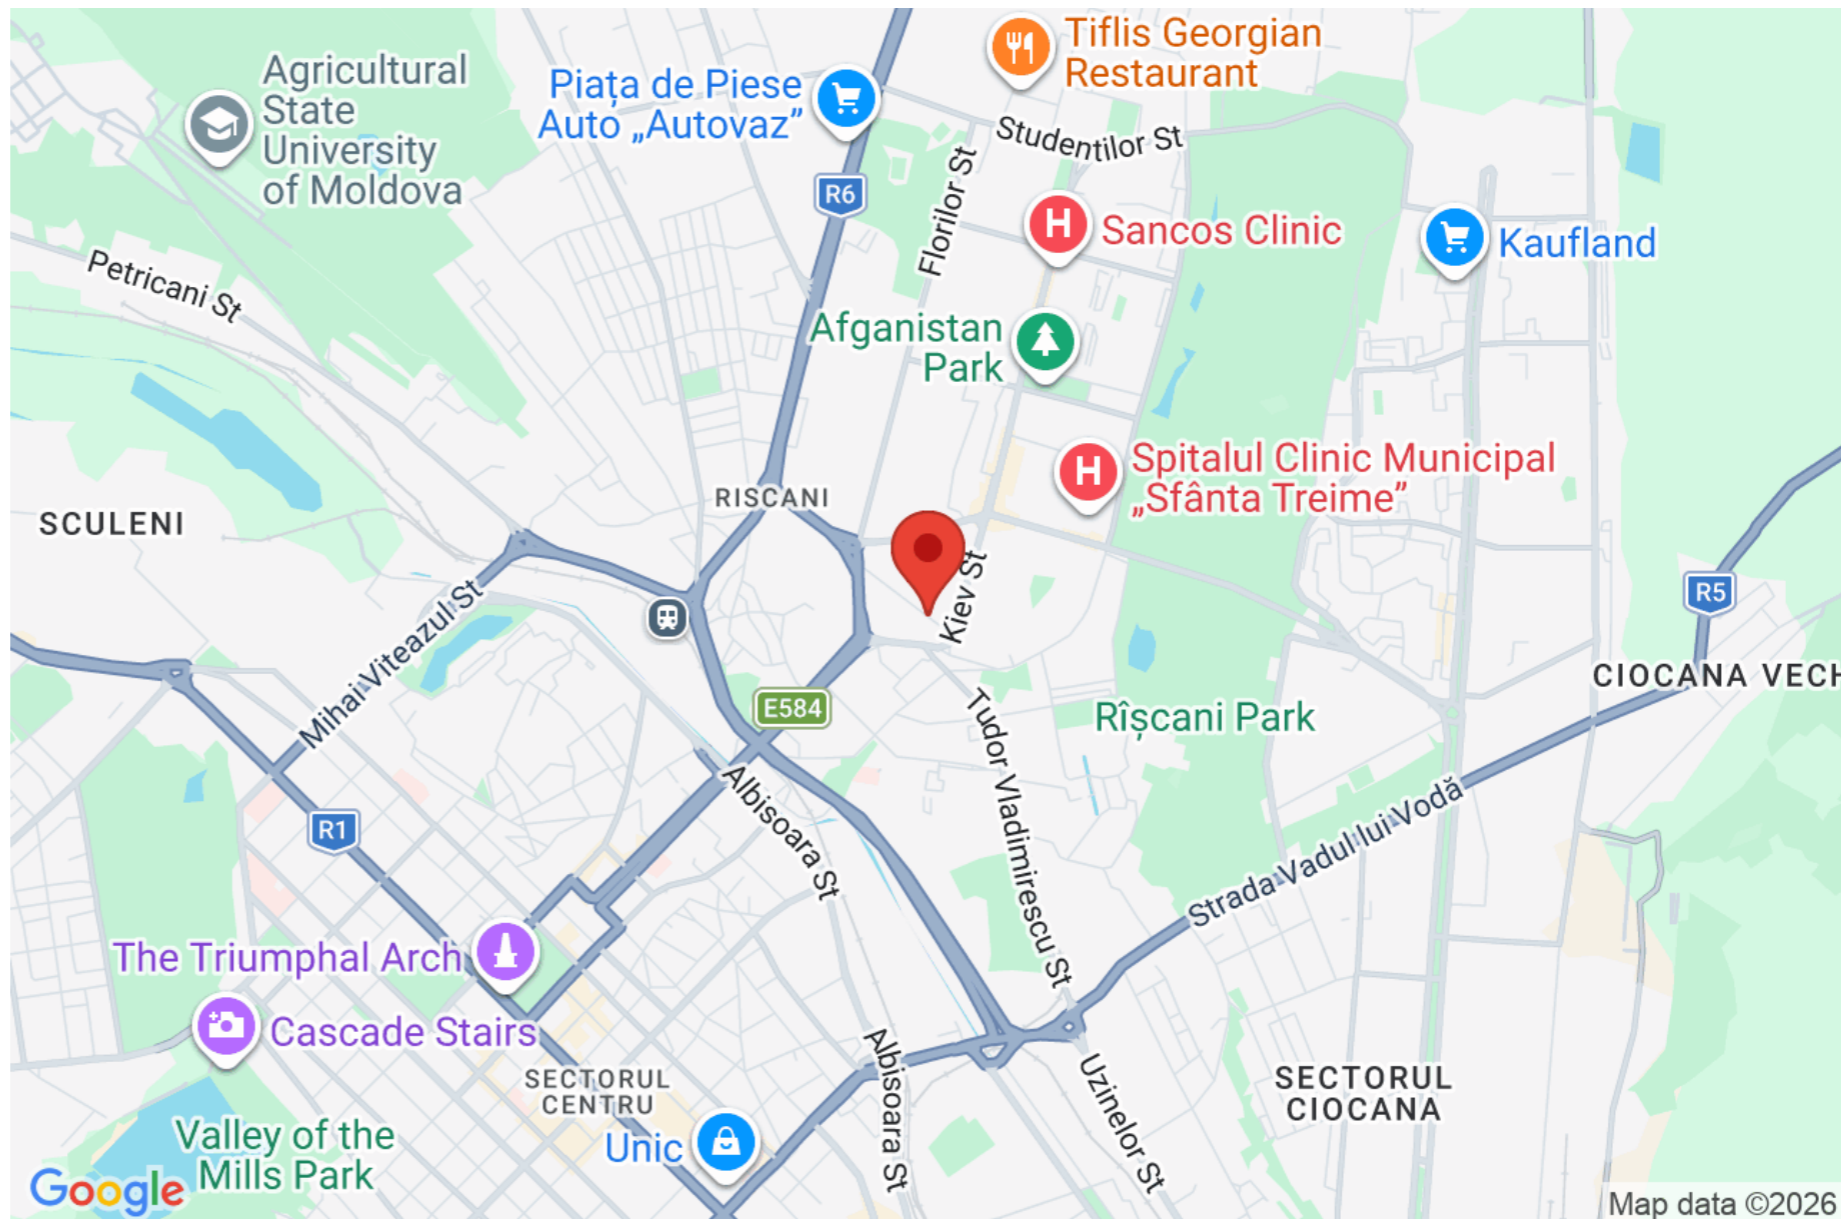 Tiflis Georgian
Restaurant
Agricultural
State
University
of Moldova
Piața de Piese
Auto „Autovaz”
Studentilor St
R6
Florilor St
Sancos Clinic
Kaufland
Petricani St
Afganistan
Park
Spitalul Clinic Municipal
„Sfânta Treime”
RISCANI
SCULENI
Kiev St
R5
Mihai Viteazul St
CIOCANA VECH
E584
Rîșcani Park
Tudor Vladimirescu St
Albisoara St
R1
Strada Vadul lui Vodă
The Triumphal Arch
Cascade Stairs
SECTORUL
CENTRU
Albisoara St
Uzinelor St
SECTORUL
CIOCANA
Valley of the
Mills Park
Unic
Google
Map data ©2026